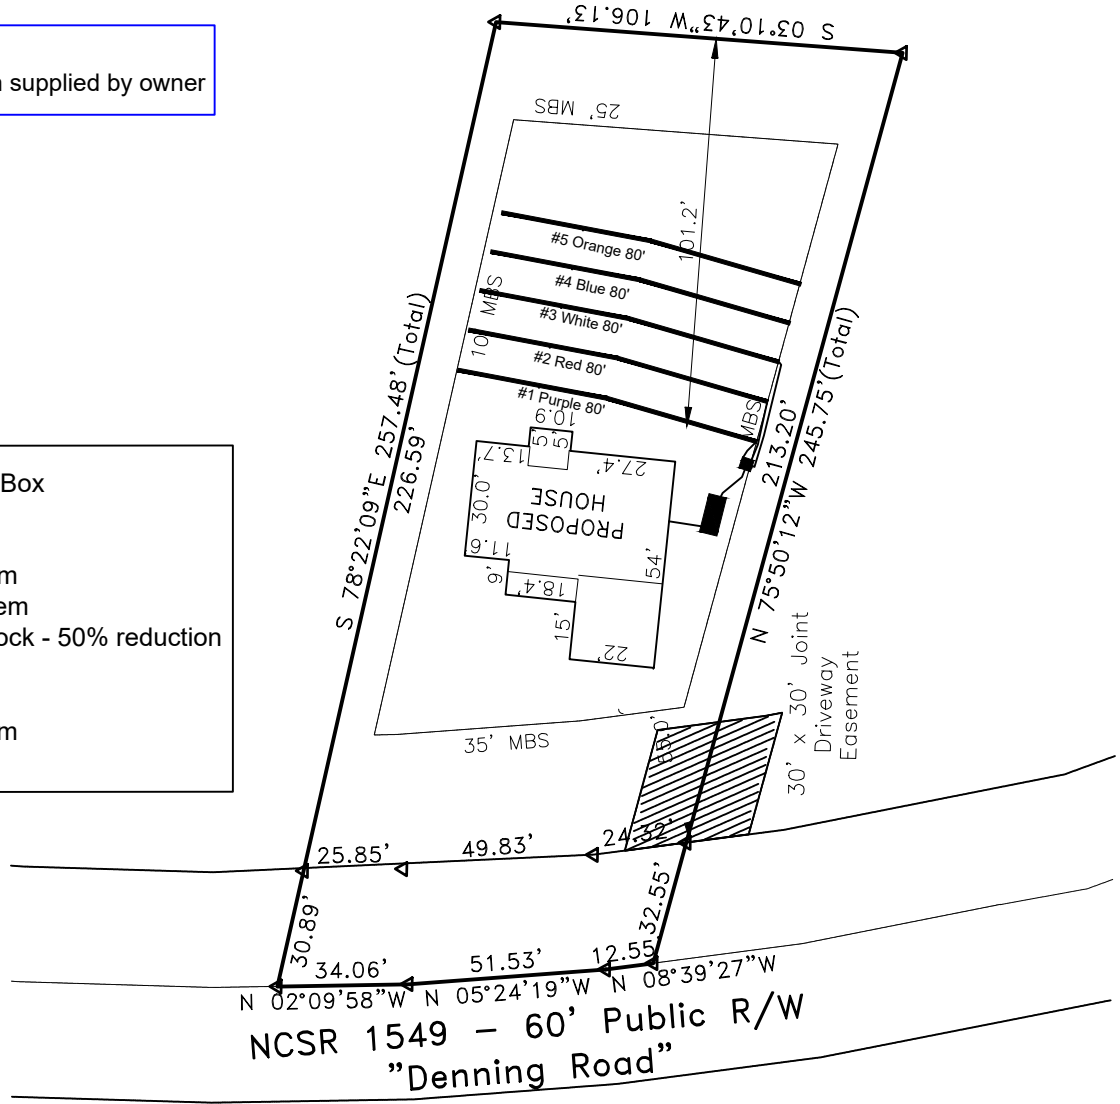 S 03°10'43"W 106.13'
supplied by owner
25' MBS
101.2'
#5 Orange 80'
#4 Blue 80'
#3 White 80'
#2 Red 80'
#1 Purple 80'
10 MBS
MBS
S 78°22'09"E 257.48' (Total)
226.59'
213.20'
N 75°50'12"W 245.75'(Total)
10.9
5'
5'
13.7'
27.4'
30.0'
PROPOSED
HOUSE
11.6
9'
18.4'
54'
15'
22'
Box
- 50% reduction
35' MBS
30' x 30' Joint
Driveway
Easement
25.85'
49.83'
24.32'
30.89'
32.55'
34.06'
51.53'
12.55
N 02°09'58"W
N 05°24'19"W
N 08°39'27"W
NCSR 1549 – 60' Public R/W
"Denning Road"